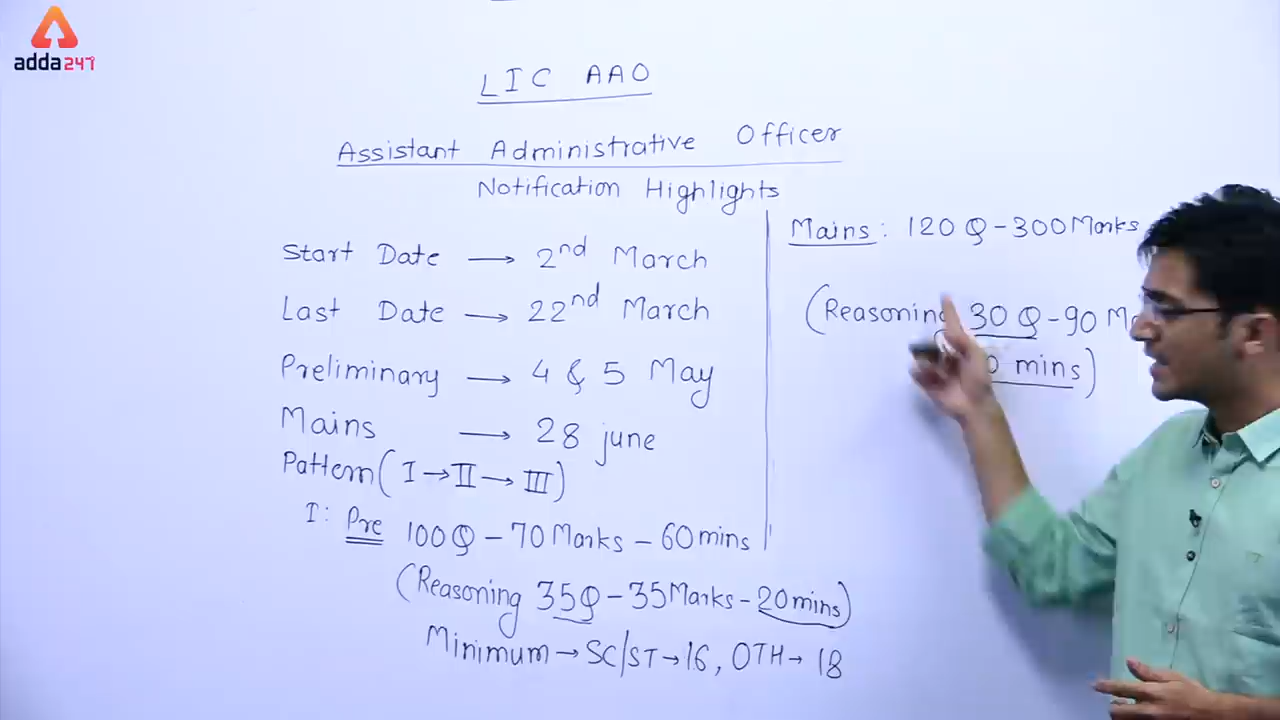 adda247
LIC AAO
Assistant Administrative Officer
Notification Highlights
Start Date → 2nd March
Last Date → 22nd March
Preliminary → 4 & 5 May
Mains → 28 june
Pattern (I → II → III)
I: Pre 100 Q - 70 Marks - 60 mins
(Reasoning 35Q - 35 Marks - 20 mins)
Minimum → SC/ST → 16, OTH → 18
Mains: 120 Q - 300 Marks
(Reasoning 30 Q - 90
mins)